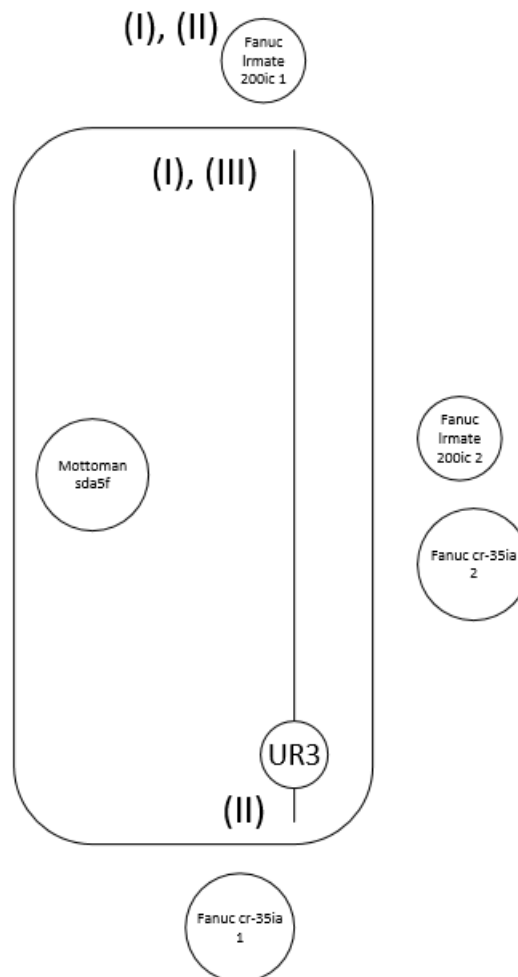 (I), (II)
Fanuc
lrmate
200ic 1
(I), (III)
Fanuc
lrmate
200ic 2
Mottoman
sda5f
Fanuc cr-35ia
2
UR3
(II)
Fanuc cr-35ia
1